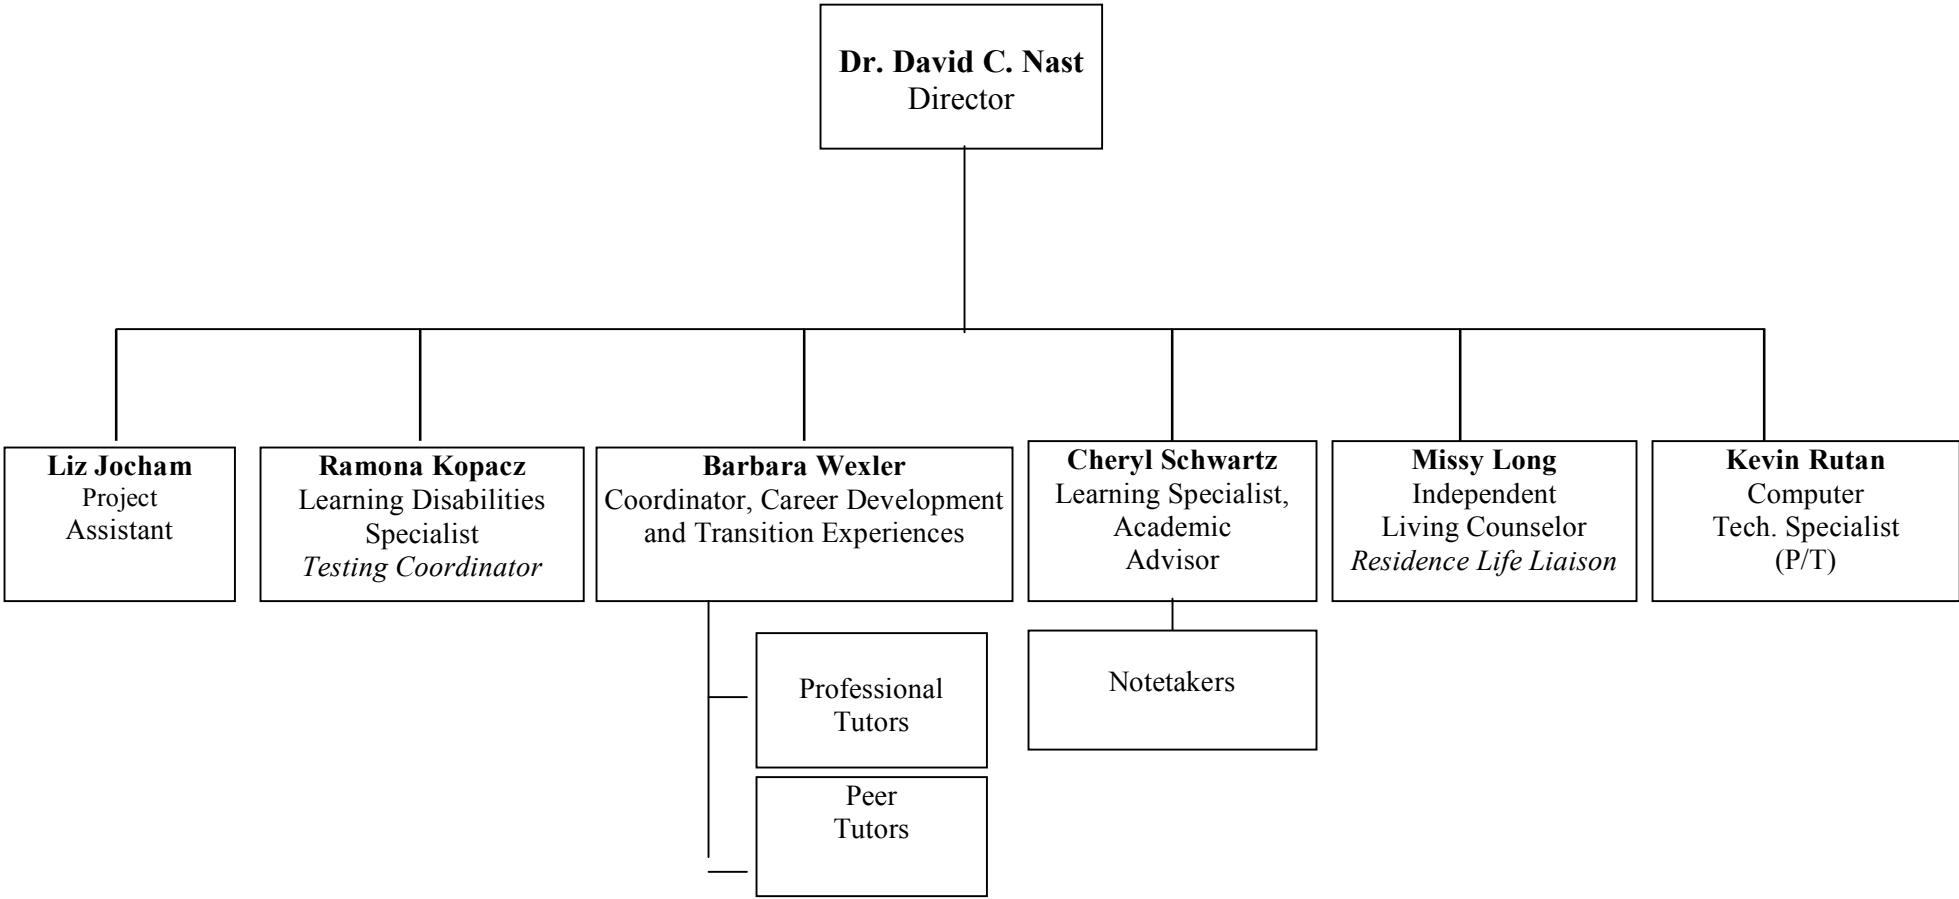 Dr. David C. Nast
Director
Liz Jocham
Project
Assistant
Ramona Kopacz
Learning Disabilities
Specialist
Testing Coordinator
Barbara Wexler
Coordinator, Career Development
and Transition Experiences
Cheryl Schwartz
Learning Specialist,
Academic
Advisor
Missy Long
Independent
Living Counselor
Residence Life Liaison
Kevin Rutan
Computer
Tech. Specialist
(P/T)
Professional
Tutors
Peer
Tutors
Notetakers